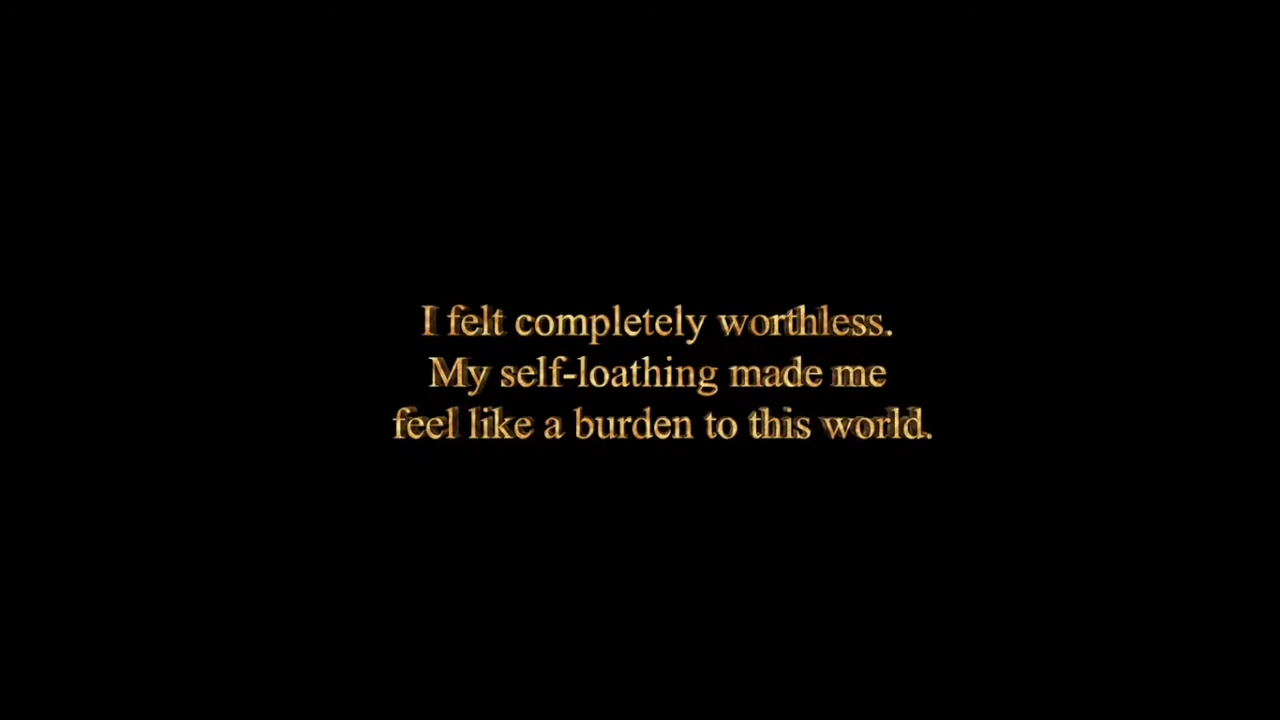 I felt completely worthless.
My self-loathing made me
feel like a burden to this world.